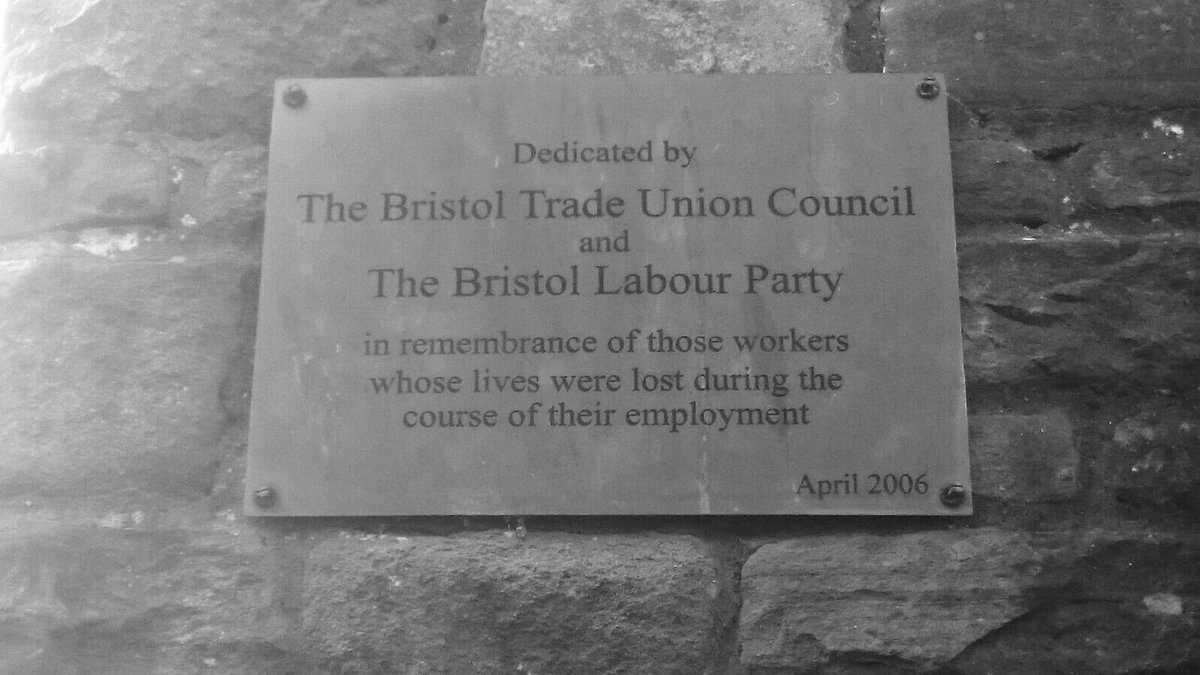 Dedicated by
The Bristol Trade Union Council
and
The Bristol Labour Party
in remembrance of those workers
whose lives were lost during the
course of their employment
April 2006